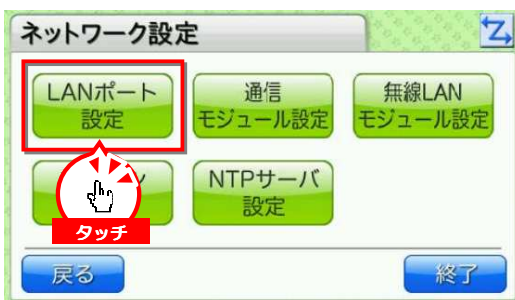 ネットワーク設定
LANポート
設定
通信
モジュール設定
無線LAN
モジュール設定
NTPサーバ
設定
タッチ
戻る
終了